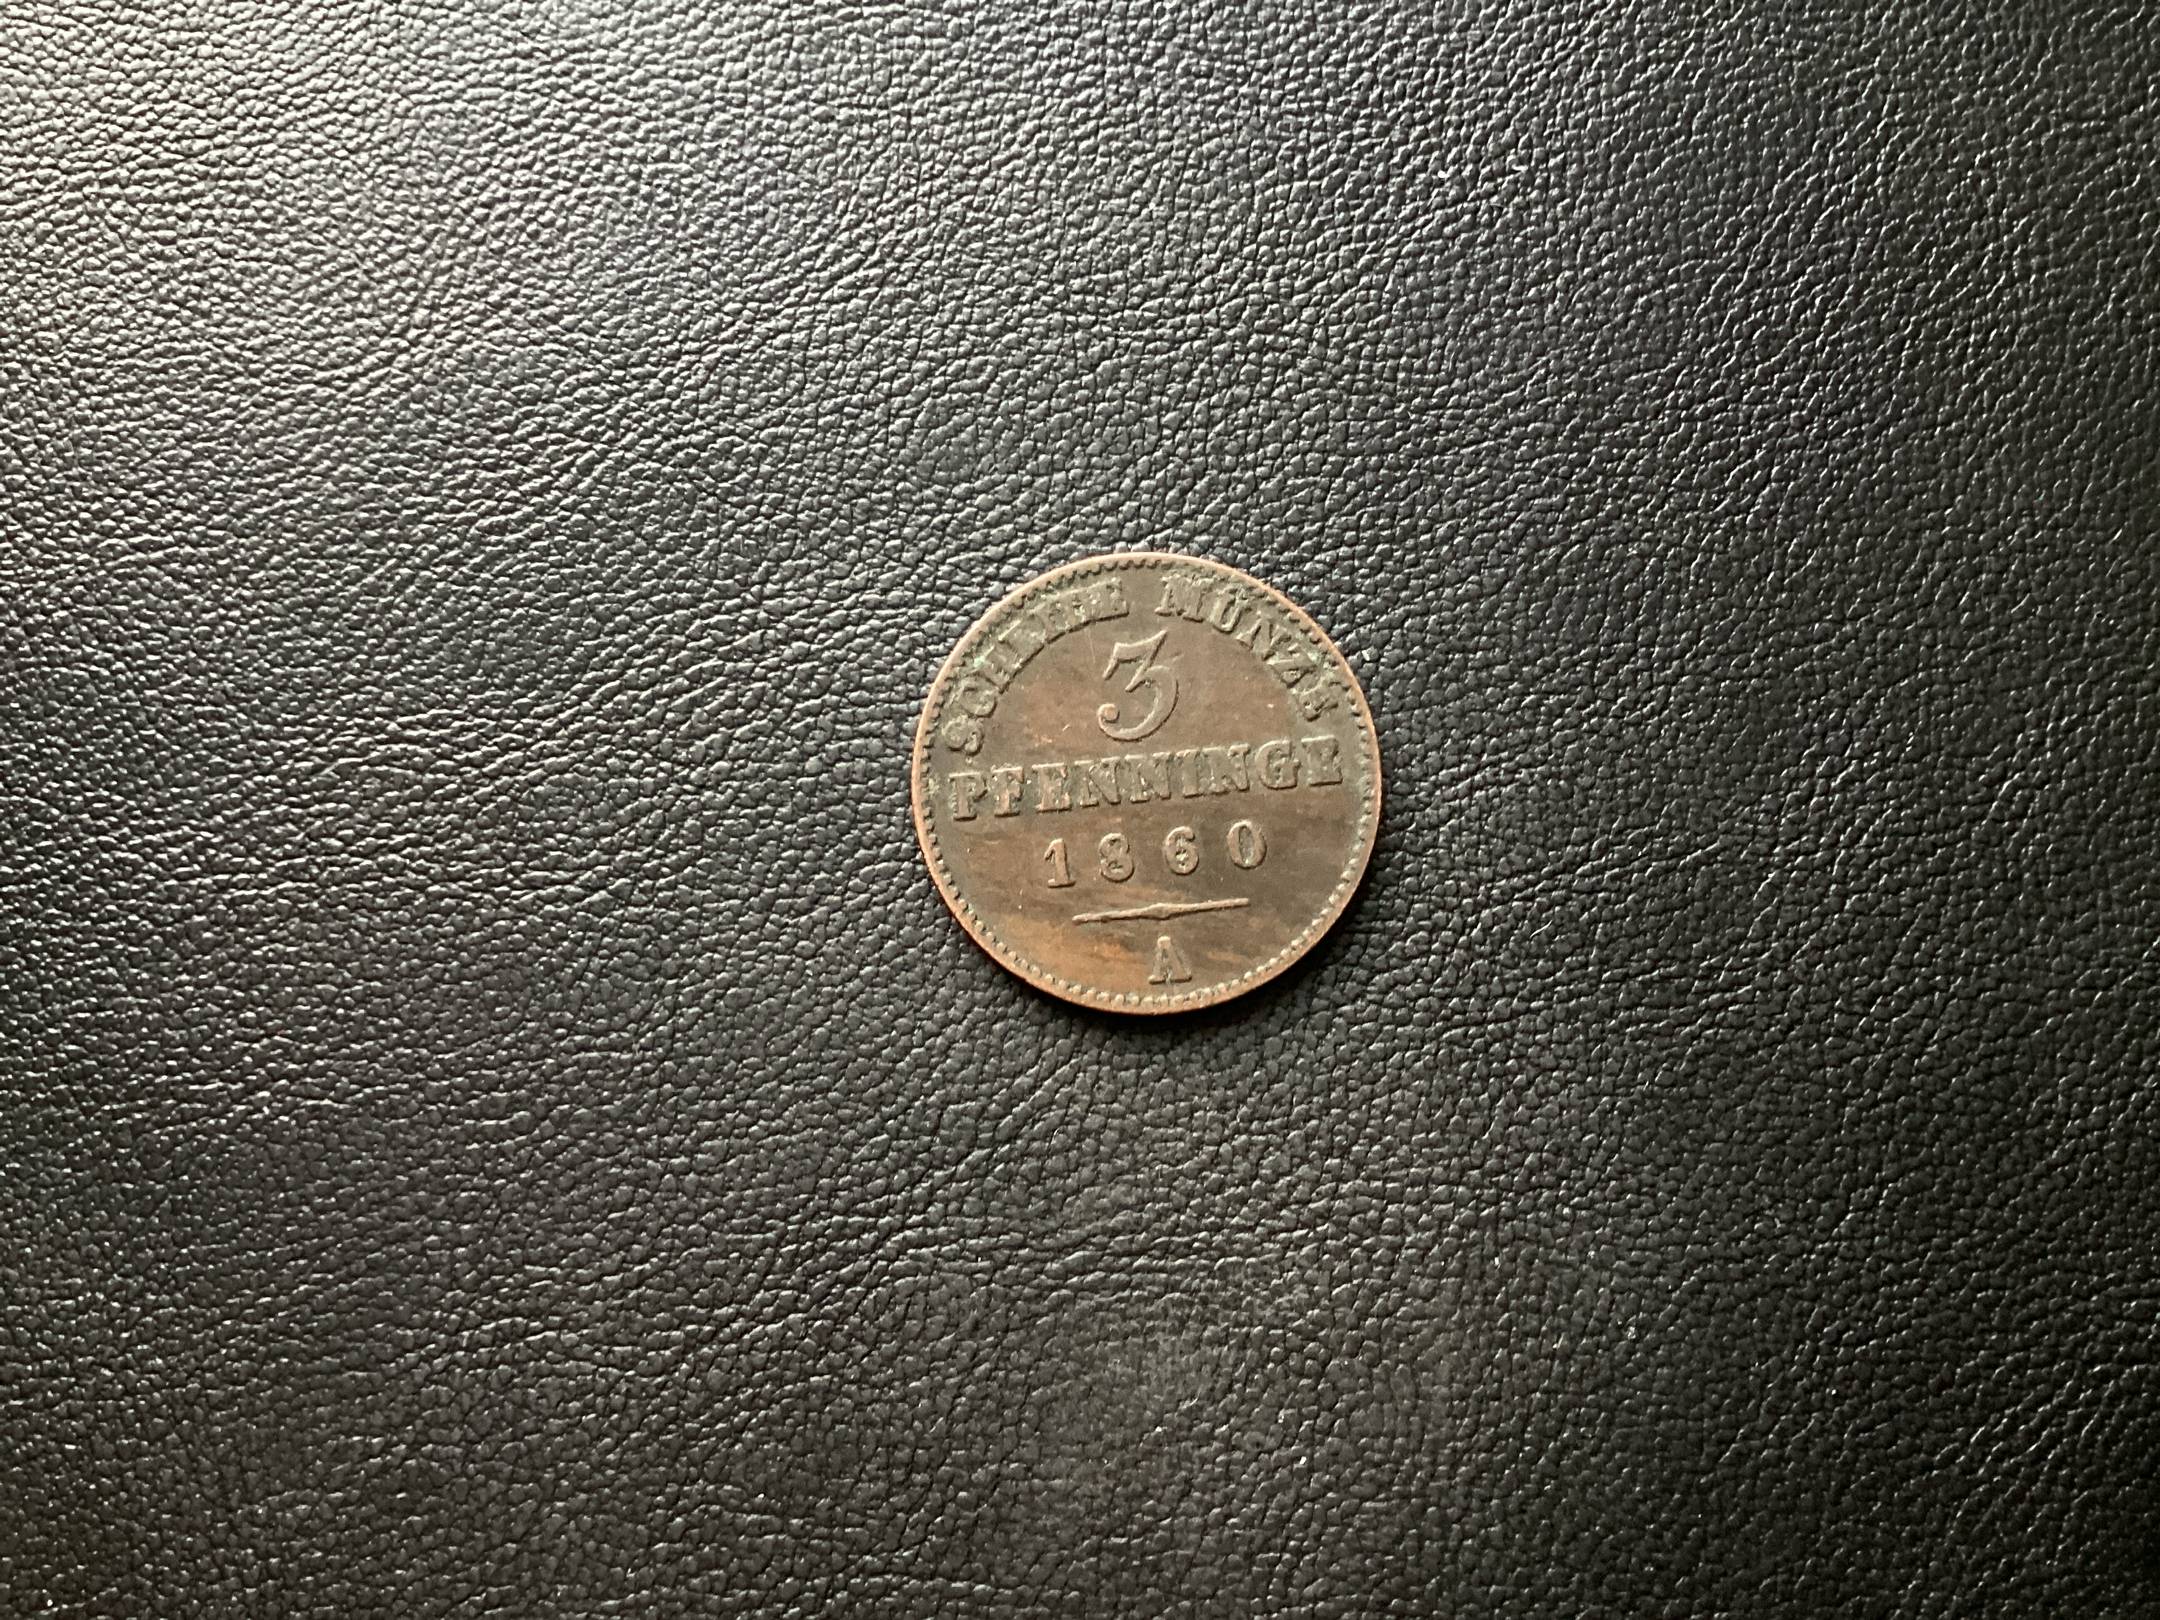 SCHEIDE MÜNZE
3
PFENNINGE
1860
A